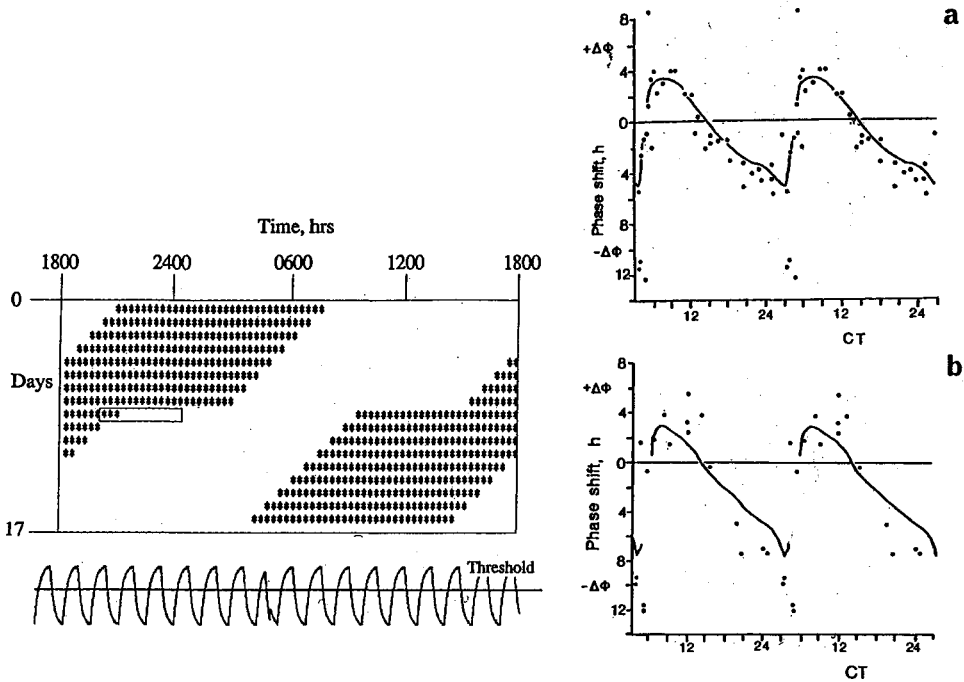 Time, hrs
1800 2400 0600 1200 1800
0
Days
17
Threshold
a
8
+ΔΦ
4
0
4
8
-ΔΦ
12
Phase shift, h
12 24 12 24
CT
b
8
+ΔΦ
4
0
4
8
-ΔΦ
12
Phase shift, h
12 24 12 24
CT